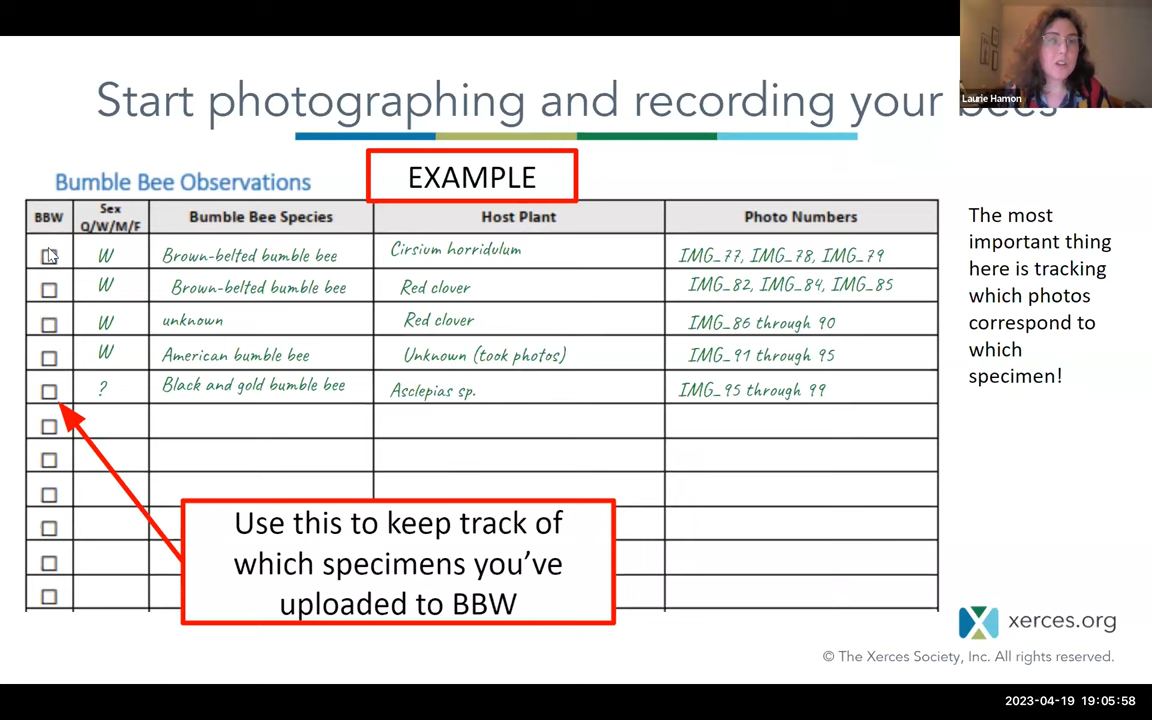 Laurie Hamon
Start photographing and recording your bees
EXAMPLE
Bumble Bee Observations
BBW Sex Q/W/M/F Bumble Bee Species Host Plant Photo Numbers
W Brown-belted bumble bee Cirsium horridulum IMG_77, IMG_78, IMG_79
W Brown-belted bumble bee Red clover IMG_82, IMG_84, IMG_85
W unknown Red clover IMG_86 through 90
W American bumble bee Unknown (took photos) IMG_91 through 95
? Black and gold bumble bee Asclepias sp. IMG_95 through 99
The most
important thing
here is tracking
which photos
correspond to
which
specimen!
Use this to keep track of
which specimens you've
uploaded to BBW
xerces.org
© The Xerces Society, Inc. All rights reserved.
2023-04-19 19:05:58